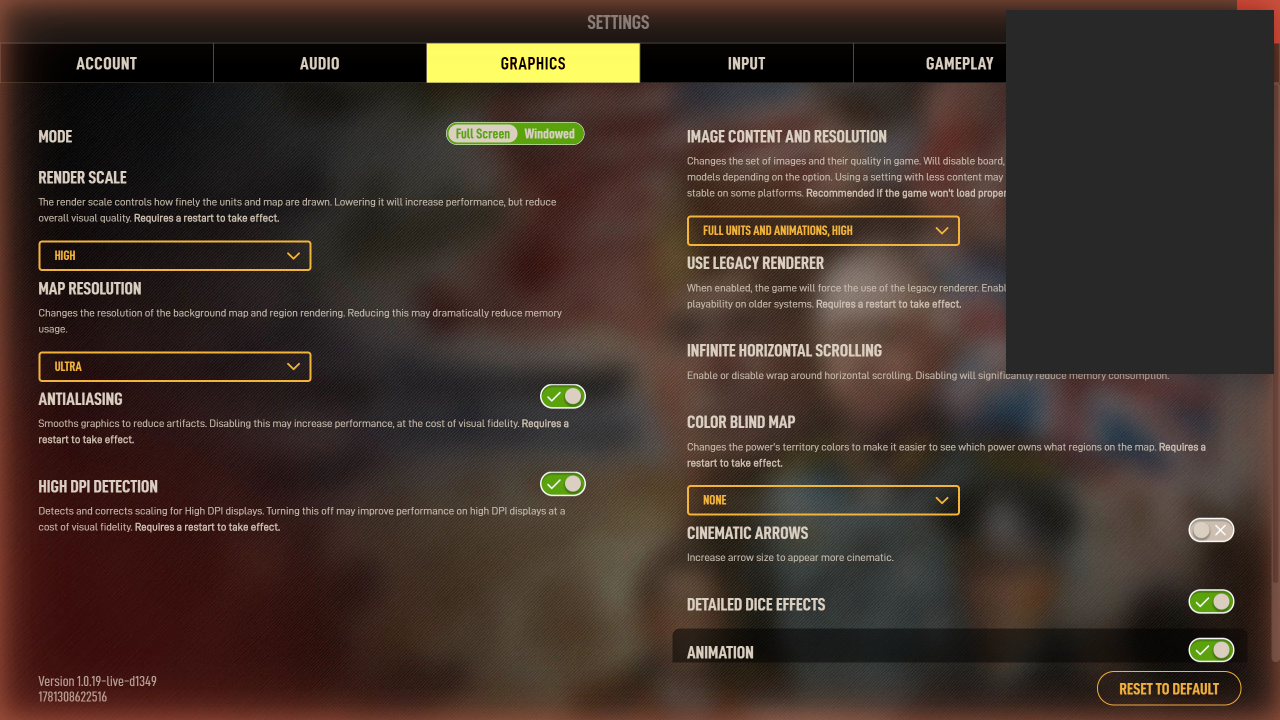 SETTINGS
ACCOUNT
AUDIO
GRAPHICS
INPUT
GAMEPLAY
MODE
Full Screen Windowed
RENDER SCALE
The render scale controls how finely the units and map are drawn. Lowering it will increase performance, but reduce
overall visual quality. Requires a restart to take effect.
HIGH
MAP RESOLUTION
Changes the resolution of the background map and region rendering. Reducing this may dramatically reduce memory
usage.
ULTRA
ANTIALIASING
Smooths graphics to reduce artifacts. Disabling this may increase performance, at the cost of visual fidelity. Requires a
restart to take effect.
HIGH DPI DETECTION
Detects and corrects scaling for High DPI displays. Turning this off may improve performance on high DPI displays at a
cost of visual fidelity. Requires a restart to take effect.
IMAGE CONTENT AND RESOLUTION
Changes the set of images and their quality in game. Will disable board,
models depending on the option. Using a setting with less content may
stable on some platforms. Recommended if the game won't load
FULL UNITS AND ANIMATIONS, HIGH
USE LEGACY RENDERER
When enabled, the game will force the use of the legacy renderer.
playability on older systems. Requires a restart to take effect.
INFINITE HORIZONTAL SCROLLING
Enable or disable wrap around horizontal scrolling. Disabling will significantly reduce memory consumption.
COLOR BLIND MAP
Changes the power's territory colors to make it easier to see which power owns what regions on the map. Requires a
restart to take effect.
NONE
CINEMATIC ARROWS
Increase arrow size to appear more cinematic.
DETAILED DICE EFFECTS
ANIMATION
Version 1.0.19-live-d1349
1781308622516
RESET TO DEFAULT